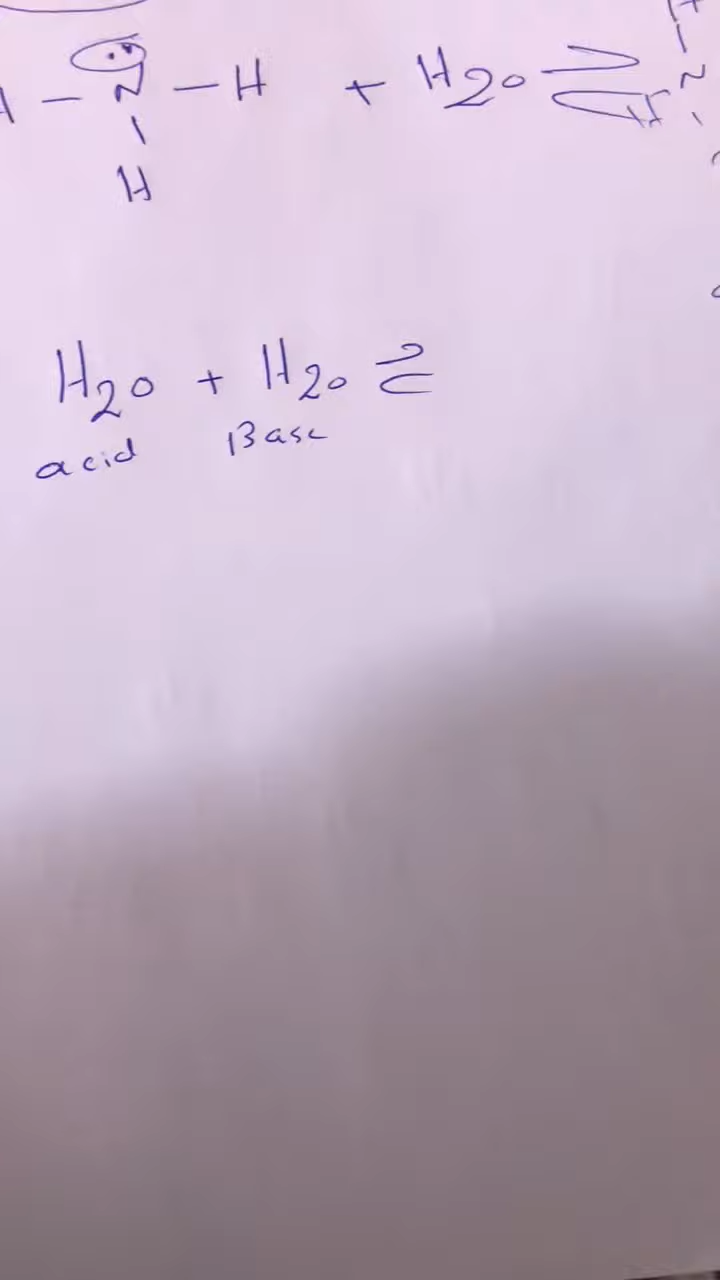 H – N̈ – H + H2O ⇌ H N
|
H
H2O + H2O ⇌
acid Base